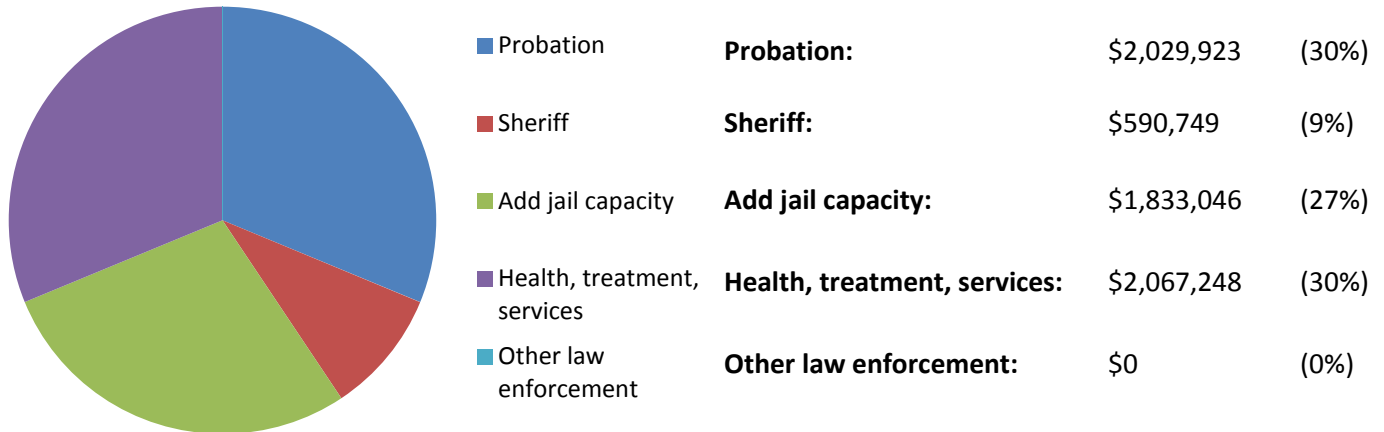 Probation
Probation: $2,029,923 (30%)
Sheriff
Sheriff: $590,749 (9%)
Add jail capacity
Add jail capacity: $1,833,046 (27%)
Health, treatment,
services
Health, treatment, services: $2,067,248 (30%)
Other law
enforcement
Other law enforcement: $0 (0%)